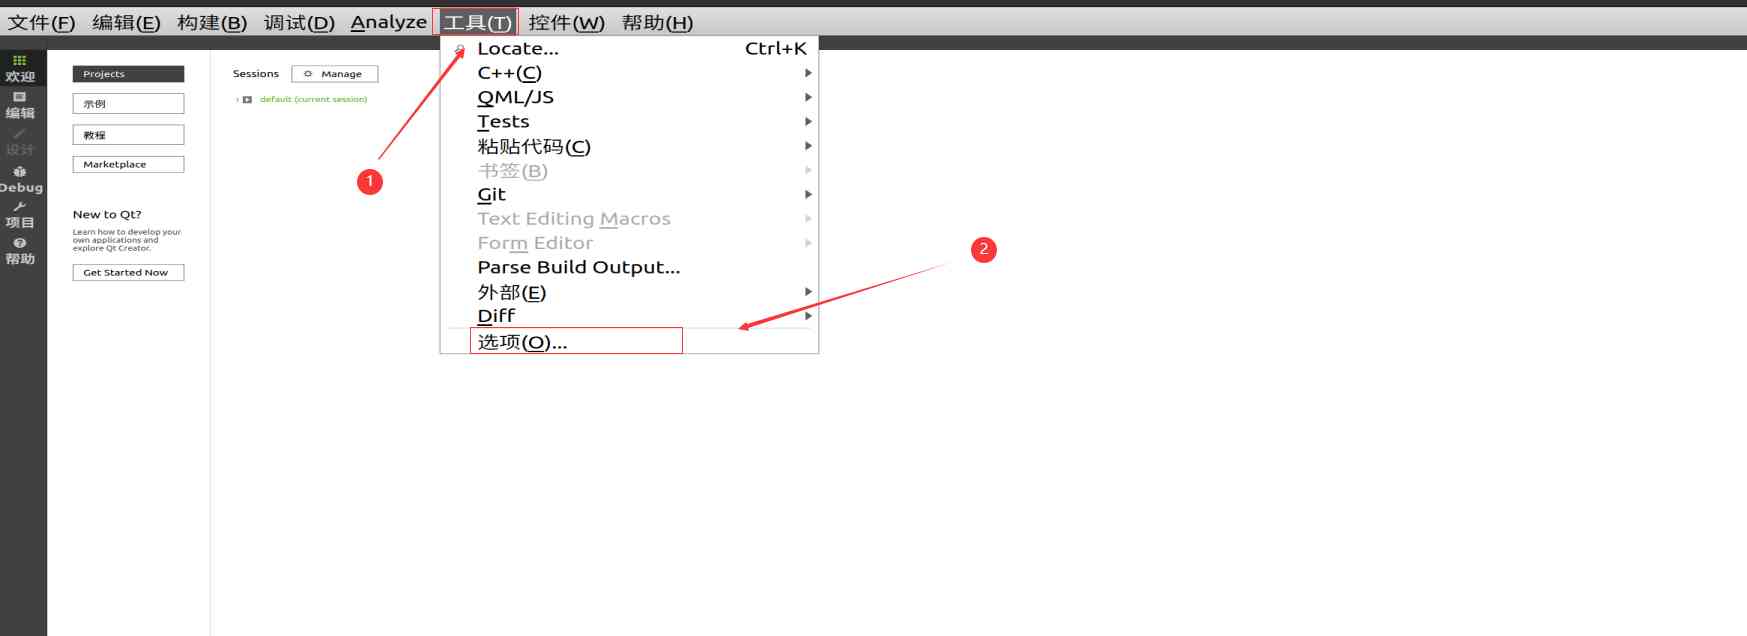 文件(F) 编辑(E) 构建(B) 调试(D) Analyze 工具(T) 控件(W) 帮助(H)
欢迎
编辑
设计
Debug
项目
帮助
Projects
示例
教程
Marketplace
New to Qt?
Learn how to develop your
own applications and
explore Qt Creator.
Get Started Now
Sessions
Manage
default (current session)
Locate... Ctrl+K
C++(C)
QML/JS
Tests
粘贴代码(C)
书签(B)
Git
Text Editing Macros
Form Editor
Parse Build Output...
外部(E)
Diff
选项(O)...
1
2